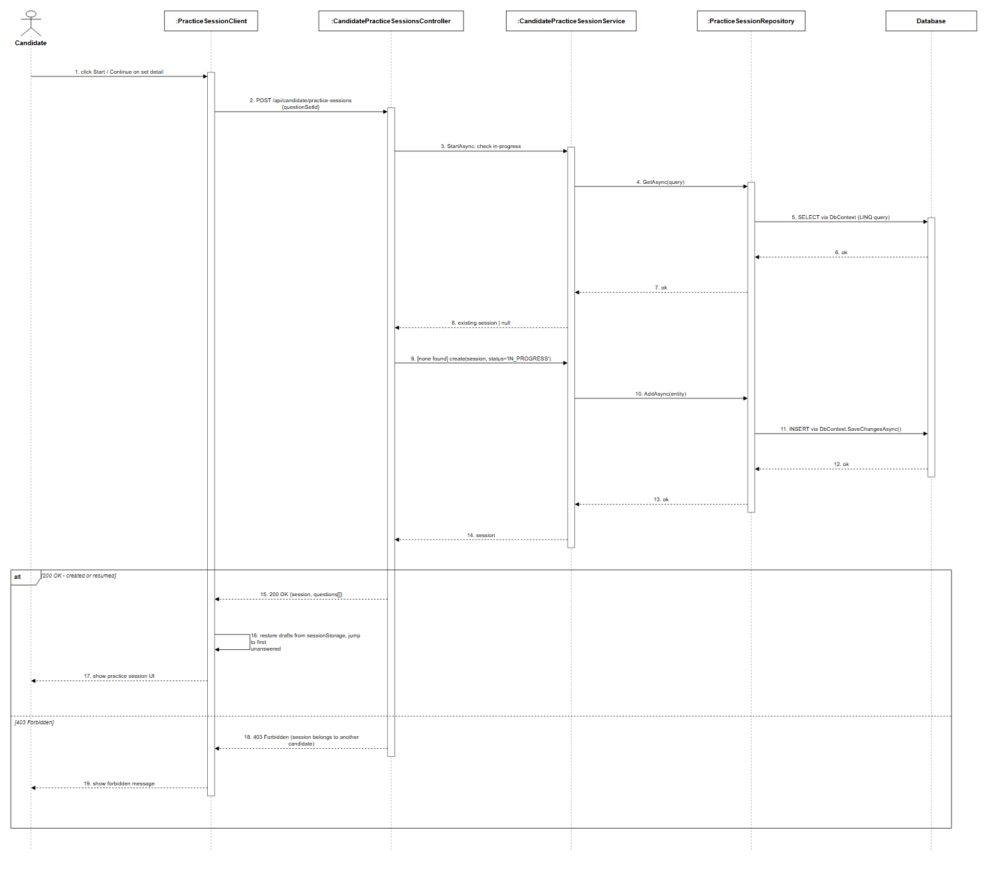 :PracticeSessionClient
:CandidatePracticeSessionsController
:CandidatePracticeSessionService
:PracticeSessionRepository
Database
Candidate
1. click Start / Continue on set detail
2. POST /api/candidate/practice-sessions
{questionSetId}
3. StartAsync: check in-progress
4. GetAsync(query)
5. SELECT via DbContext (LINQ query)
6. ok
7. ok
8. existing session | null
9. [none found] create(session, status='IN_PROGRESS')
10. AddAsync(entity)
11. INSERT via DbContext.SaveChangesAsync()
12. ok
13. ok
14. session
alt
[200 OK - created or resumed]
15. 200 OK {session, questions[]}
16. restore drafts from sessionStorage, jump
to first
unanswered
17. show practice session UI
[403 Forbidden]
18. 403 Forbidden (session belongs to another
candidate)
19. show forbidden message